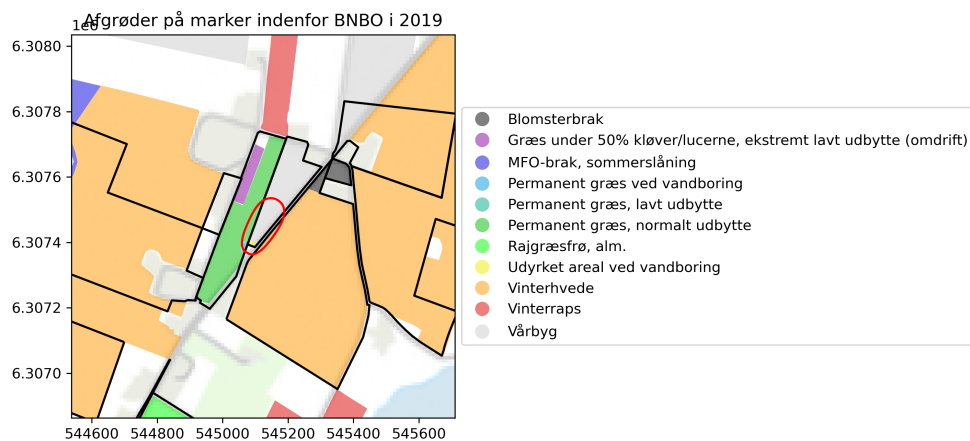 Afgrøder på marker indenfor BNBO i 2019
1e6
6.3080
6.3078
6.3076
6.3074
6.3072
6.3070
544600 544800 545000 545200 545400 545600
Blomsterbrak
Græs under 50% kløver/lucerne, ekstremt lavt udbytte (omdrift)
MFO-brak, sommerslåning
Permanent græs ved vandboring
Permanent græs, lavt udbytte
Permanent græs, normalt udbytte
Rajgræsfrø, alm.
Udyrket areal ved vandboring
Vinterhvede
Vinterraps
Vårbyg